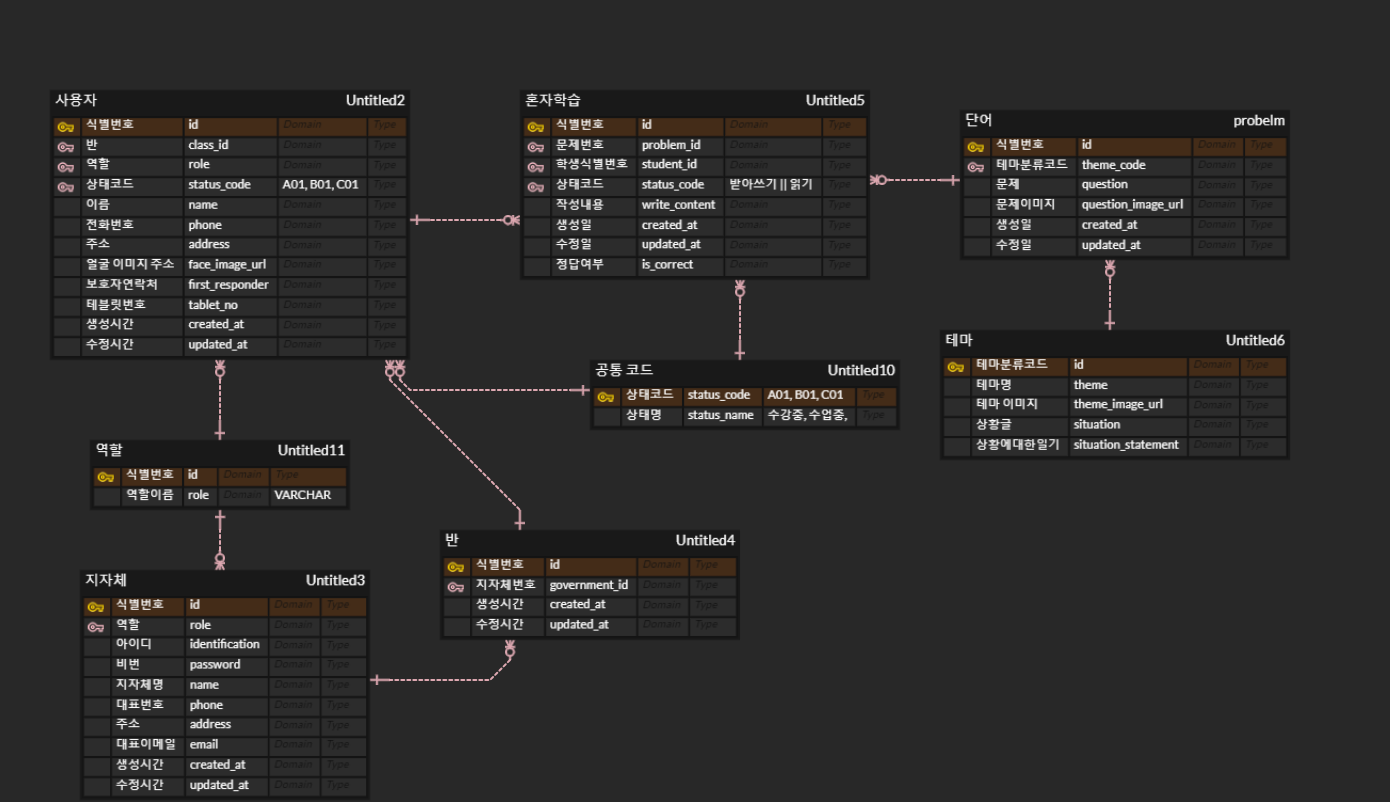 사용자 Untitled2
식별번호 id Domain Type
반 class_id Domain Type
역할 role Domain Type
상태코드 status_code A01, B01, C01 Type
이름 name Domain Type
전화번호 phone Domain Type
주소 address Domain Type
얼굴 이미지 주소 face_image_url Domain Type
보호자연락처 first_responder Domain Type
테블릿번호 tablet_no Domain Type
생성시간 created_at Domain Type
수정시간 updated_at Domain Type
혼자학습 Untitled5
식별번호 id Domain Type
문제번호 problem_id Domain Type
학생식별번호 student_id Domain Type
상태코드 status_code 받아쓰기 || 읽기 Type
작성내용 write_content Domain Type
생성일 created_at Domain Type
수정일 updated_at Domain Type
정답여부 is_correct Domain Type
단어 probelm
식별번호 id Domain Type
테마분류코드 theme_code Domain Type
문제 question Domain Type
문제이미지 question_image_url Domain Type
생성일 created_at Domain Type
수정일 updated_at Domain Type
테마 Untitled6
테마분류코드 id Domain Type
테마명 theme Domain Type
테마 이미지 theme_image_url Domain Type
상황글 situation Domain Type
상황에대한일기 situation_statement Domain Type
공통 코드 Untitled10
상태코드 status_code A01, B01, C01 Type
상태명 status_name 수강중, 수업중, Type
역할 Untitled11
식별번호 id Domain Type
역할이름 role Domain VARCHAR
반 Untitled4
식별번호 id Domain Type
지자체번호 government_id Domain Type
생성시간 created_at Domain Type
수정시간 updated_at Domain Type
지자체 Untitled3
식별번호 id Domain Type
역할 role Domain Type
아이디 identification Domain Type
비번 password Domain Type
지자체명 name Domain Type
대표번호 phone Domain Type
주소 address Domain Type
대표이메일 email Domain Type
생성시간 created_at Domain Type
수정시간 updated_at Domain Type